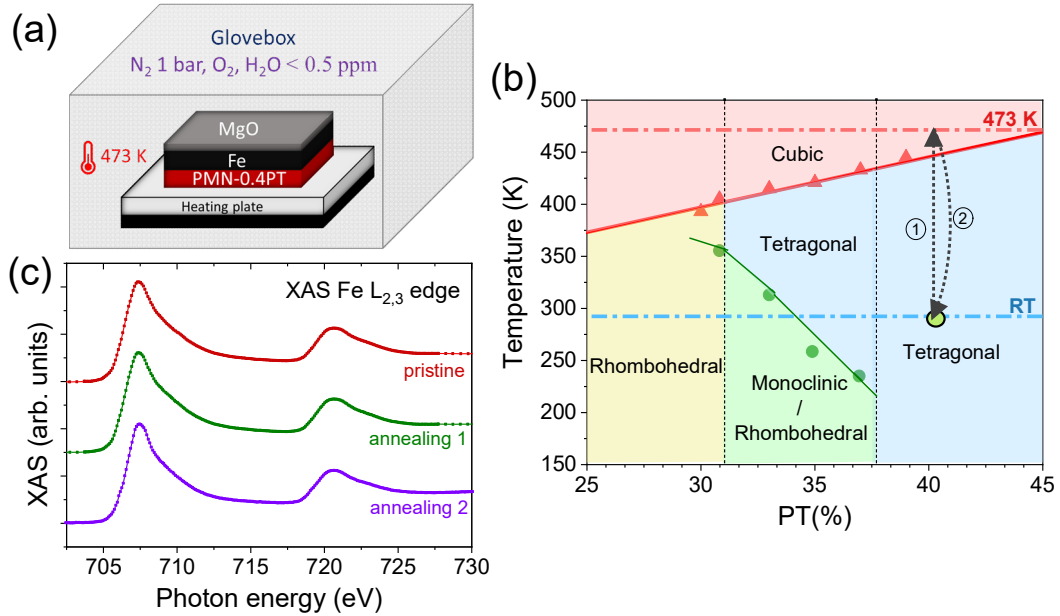 (a)
Glovebox
N₂ 1 bar, O₂, H₂O < 0.5 ppm
473 K
MgO
Fe
PMN-0.4PT
Heating plate
(b)
500
450
400
350
300
250
200
150
Temperature (K)
473 K
Cubic
Tetragonal
① ②
RT
Rhombohedral
Tetragonal
Monoclinic
/
Rhombohedral
25 30 35 40 45
PT(%)
(c)
XAS Fe L₂,₃ edge
pristine
annealing 1
annealing 2
XAS (arb. units)
705 710 715 720 725 730
Photon energy (eV)